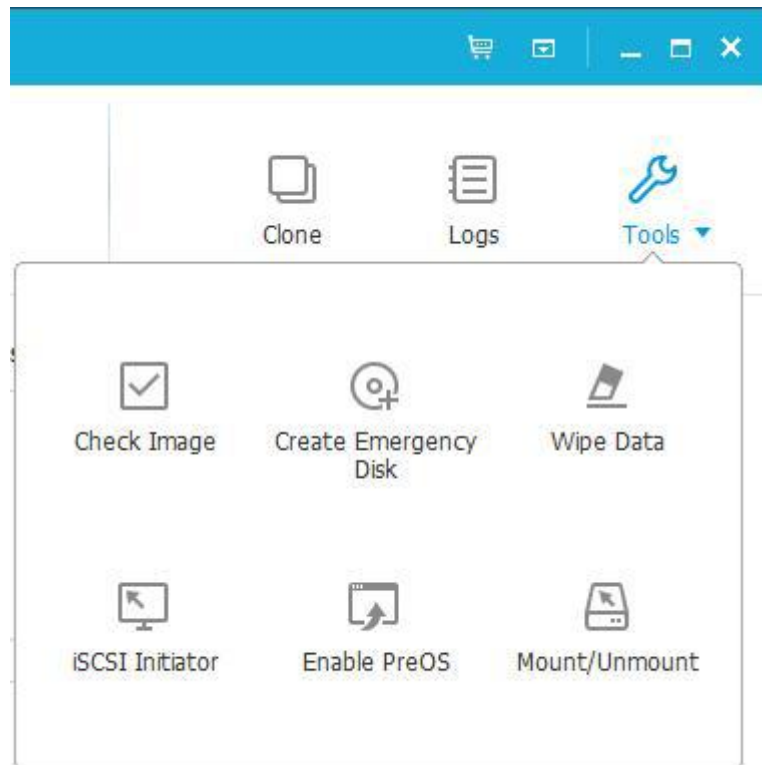 Clone
Logs
Tools
s
Check Image
Create Emergency
Disk
Wipe Data
iSCSI Initiator
Enable PreOS
Mount/Unmount